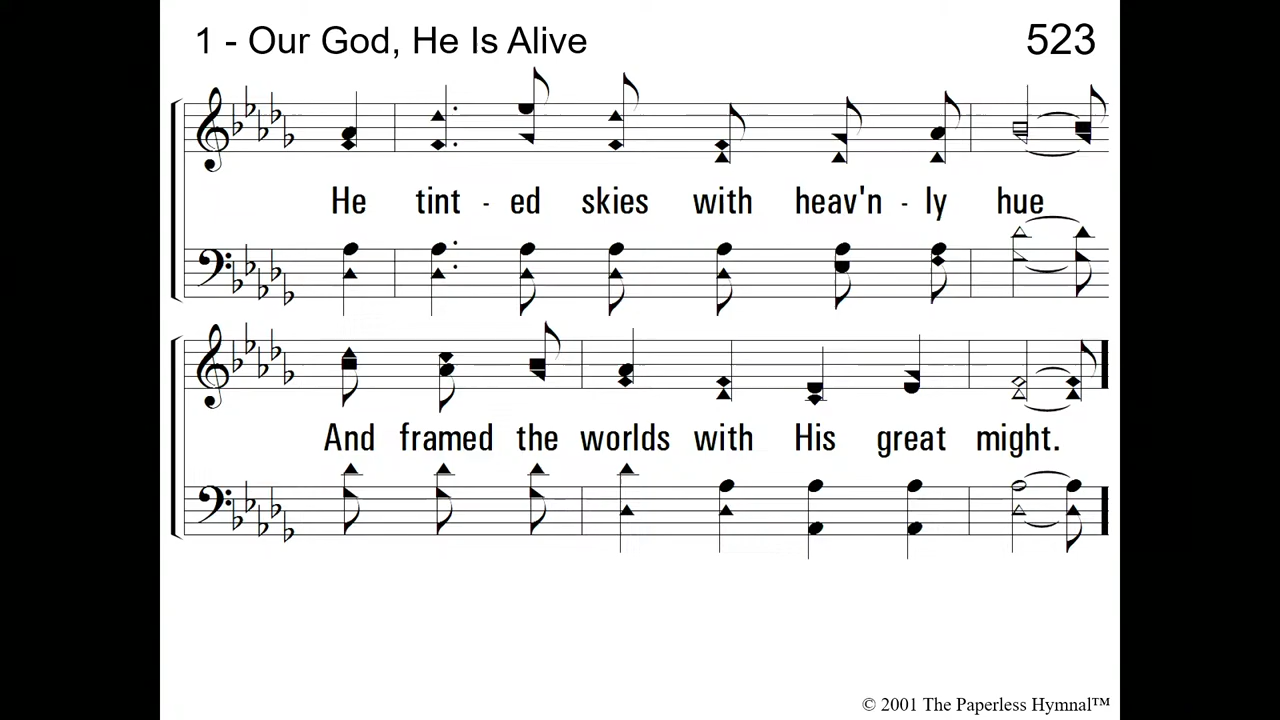 1 - Our God, He Is Alive 523
He tint - ed skies with heav'n - ly hue
And framed the worlds with His great might.
© 2001 The Paperless Hymnal™